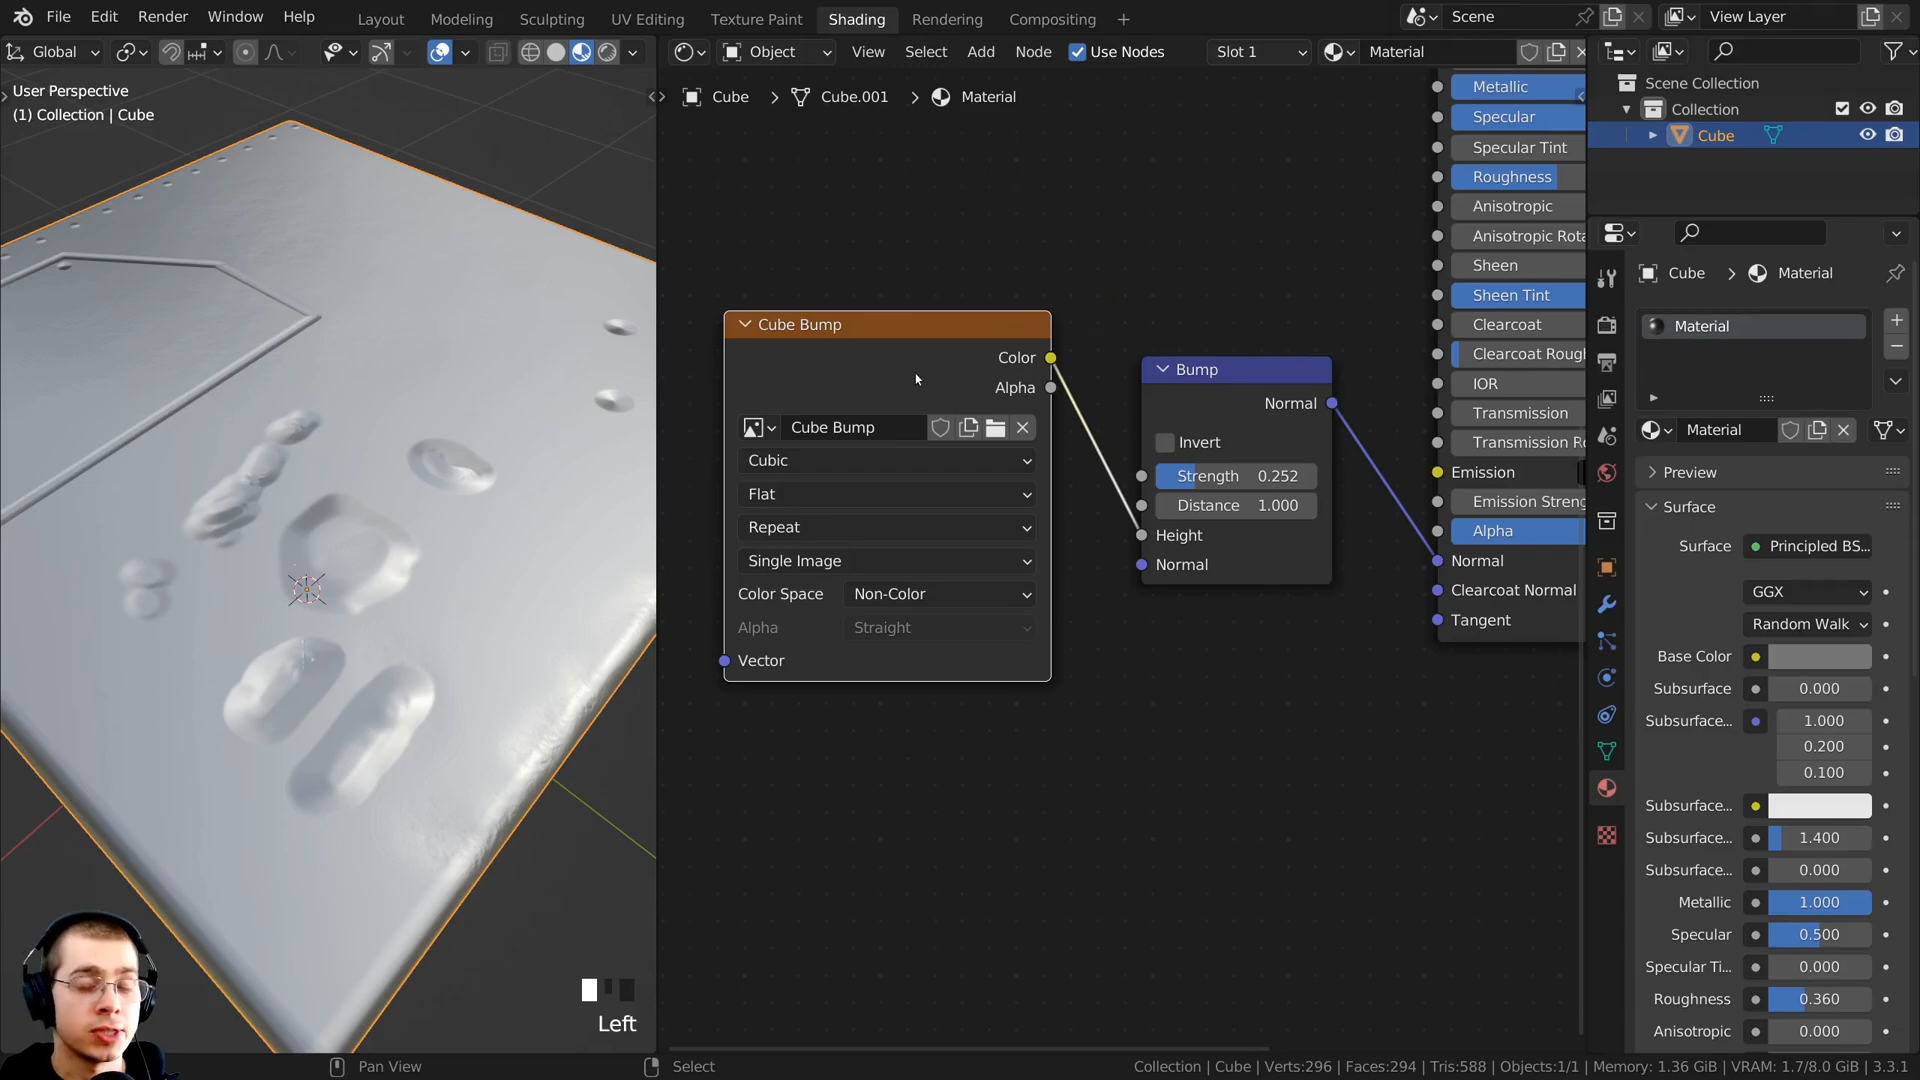 File Edit Render Window Help Layout Modeling Sculpting UV Editing Texture Paint Shading Rendering Compositing + Scene View Layer
Global Object View Select Add Node Use Nodes Slot 1 Material
User Perspective
(1) Collection | Cube
Cube > Cube.001 > Material
Scene Collection
Collection
Cube
Cube > Material
Material
Material
Preview
Surface
Surface Principled BS...
GGX
Random Walk
Base Color
Subsurface 0.000
Subsurface... 1.000
0.200
0.100
Subsurface...
Subsurface... 1.400
Subsurface... 0.000
Metallic 1.000
Specular 0.500
Specular Ti... 0.000
Roughness 0.360
Anisotropic 0.000
Cube Bump
Color
Alpha
Cube Bump
Cubic
Flat
Repeat
Single Image
Color Space Non-Color
Alpha Straight
Vector
Bump
Normal
Invert
Strength 0.252
Distance 1.000
Height
Normal
Metallic
Specular
Specular Tint
Roughness
Anisotropic
Anisotropic Rota
Sheen
Sheen Tint
Clearcoat
Clearcoat Rough
IOR
Transmission
Transmission Ro
Emission
Emission Streng
Alpha
Normal
Clearcoat Normal
Tangent
Left
Pan View Select Collection | Cube | Verts:296 | Faces:294 | Tris:588 | Objects:1/1 | Memory: 1.36 GiB | VRAM: 1.7/8.0 GiB | 3.3.1